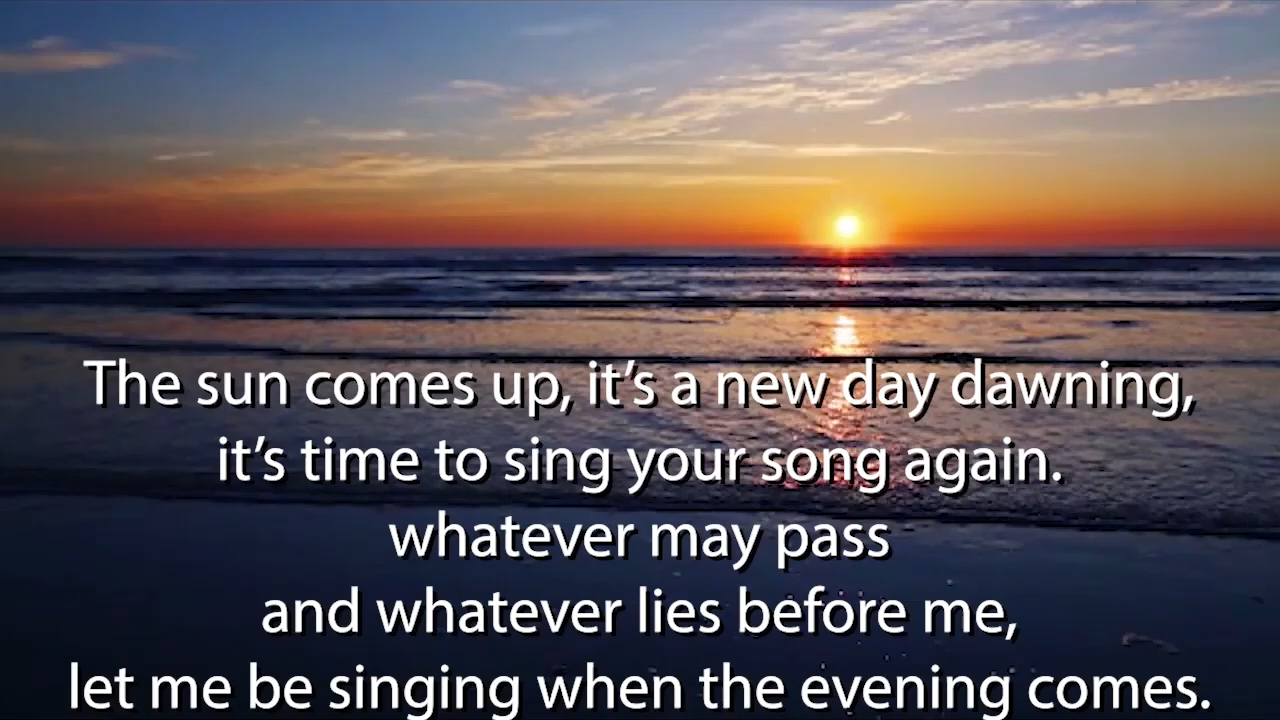 The sun comes up, it’s a new day dawning,
it’s time to sing your song again.
whatever may pass
and whatever lies before me,
let me be singing when the evening comes.